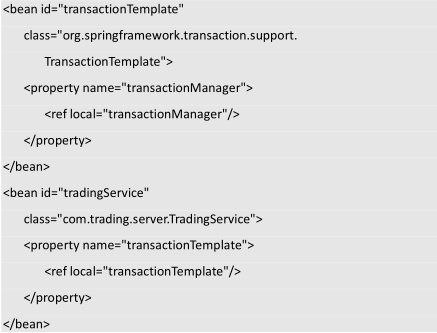 <bean id="transactionTemplate"
class="org.springframework.transaction.support.
TransactionTemplate">
<property name="transactionManager">
<ref local="transactionManager"/>
</property>
</bean>
<bean id="tradingService"
class="com.trading.server.TradingService">
<property name="transactionTemplate">
<ref local="transactionTemplate"/>
</property>
</bean>